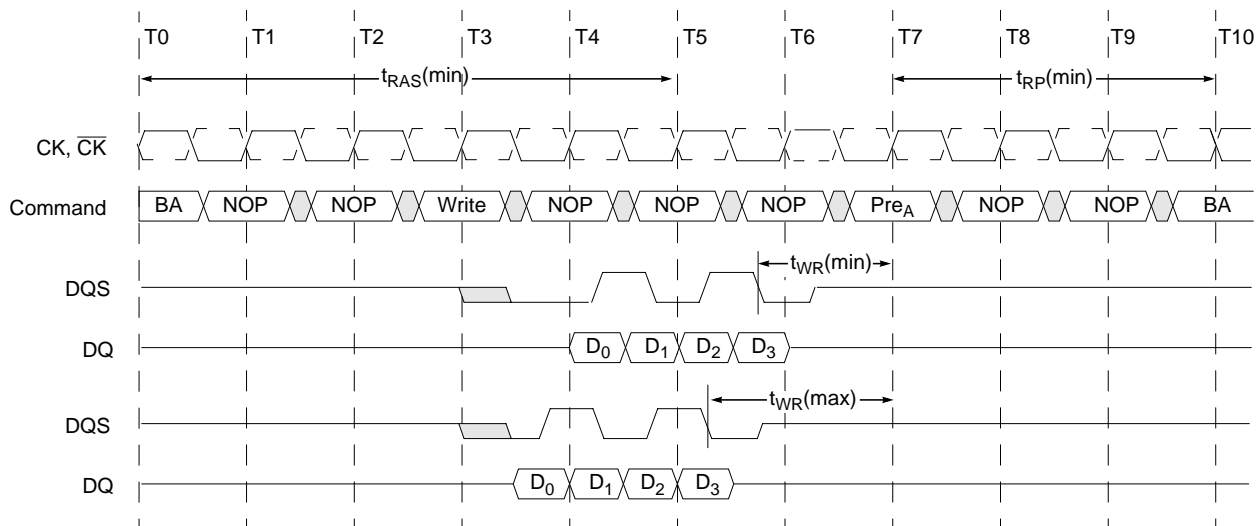 T0 T1 T2 T3 T4 T5 T6 T7 T8 T9 T10
tRAS(min) tRP(min)
CK, C̅K̅
Command BA NOP NOP Write NOP NOP NOP PreA NOP NOP BA
tWR(min)
DQS
DQ D0 D1 D2 D3
tWR(max)
DQS
DQ D0 D1 D2 D3